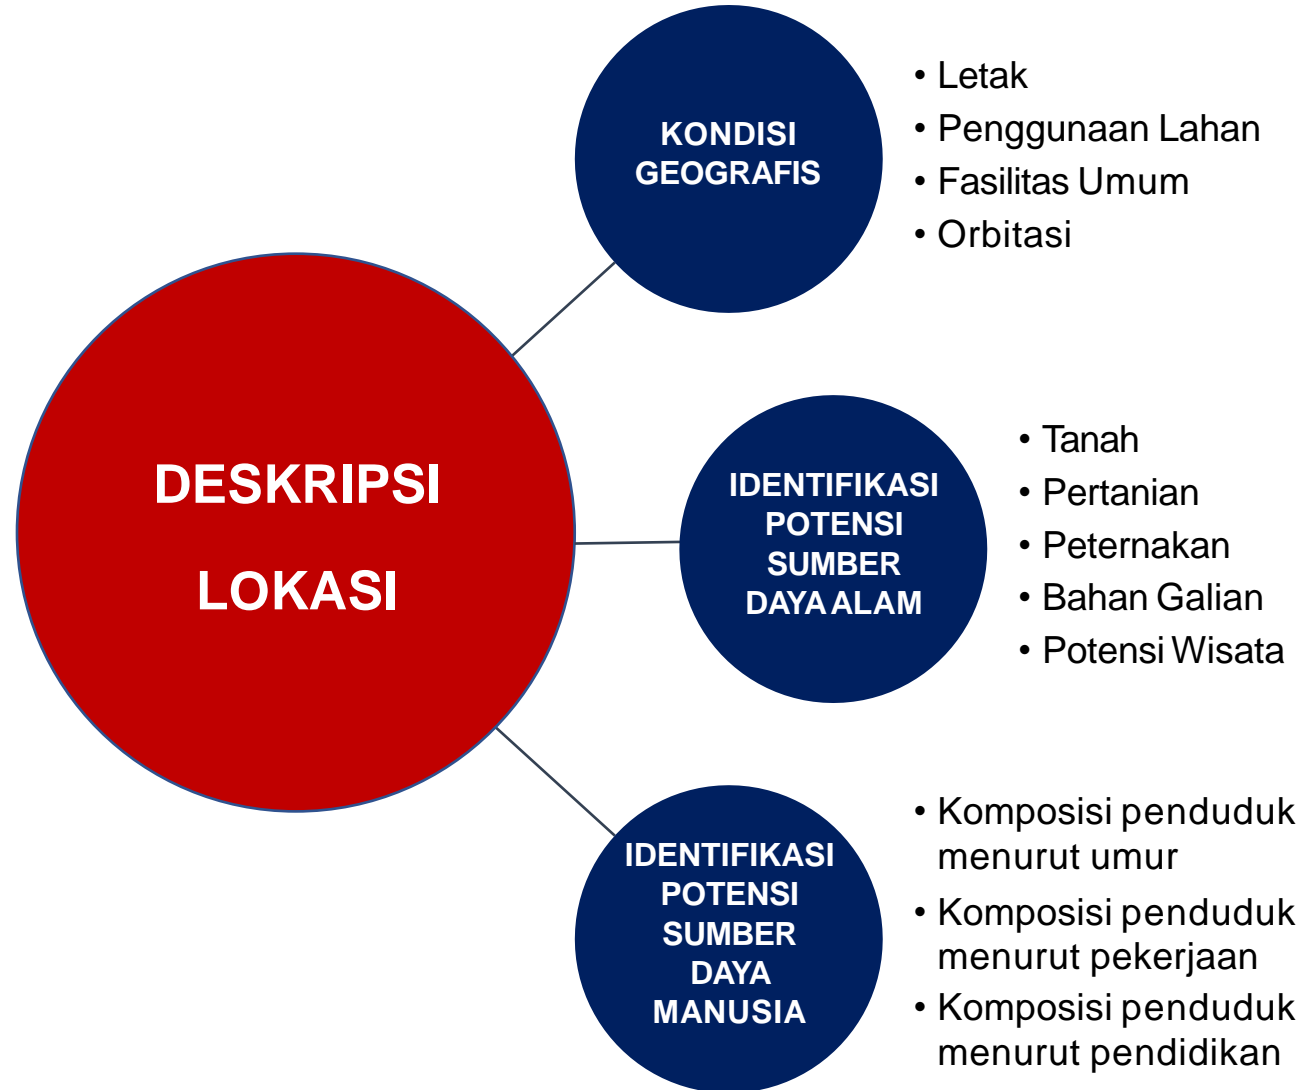 DESKRIPSI
LOKASI
KONDISI
GEOGRAFIS
• Letak
• Penggunaan Lahan
• Fasilitas Umum
• Orbitasi
IDENTIFIKASI
POTENSI
SUMBER
DAYA ALAM
• Tanah
• Pertanian
• Peternakan
• Bahan Galian
• Potensi Wisata
IDENTIFIKASI
POTENSI
SUMBER
DAYA
MANUSIA
• Komposisi penduduk
menurut umur
• Komposisi penduduk
menurut pekerjaan
• Komposisi penduduk
menurut pendidikan